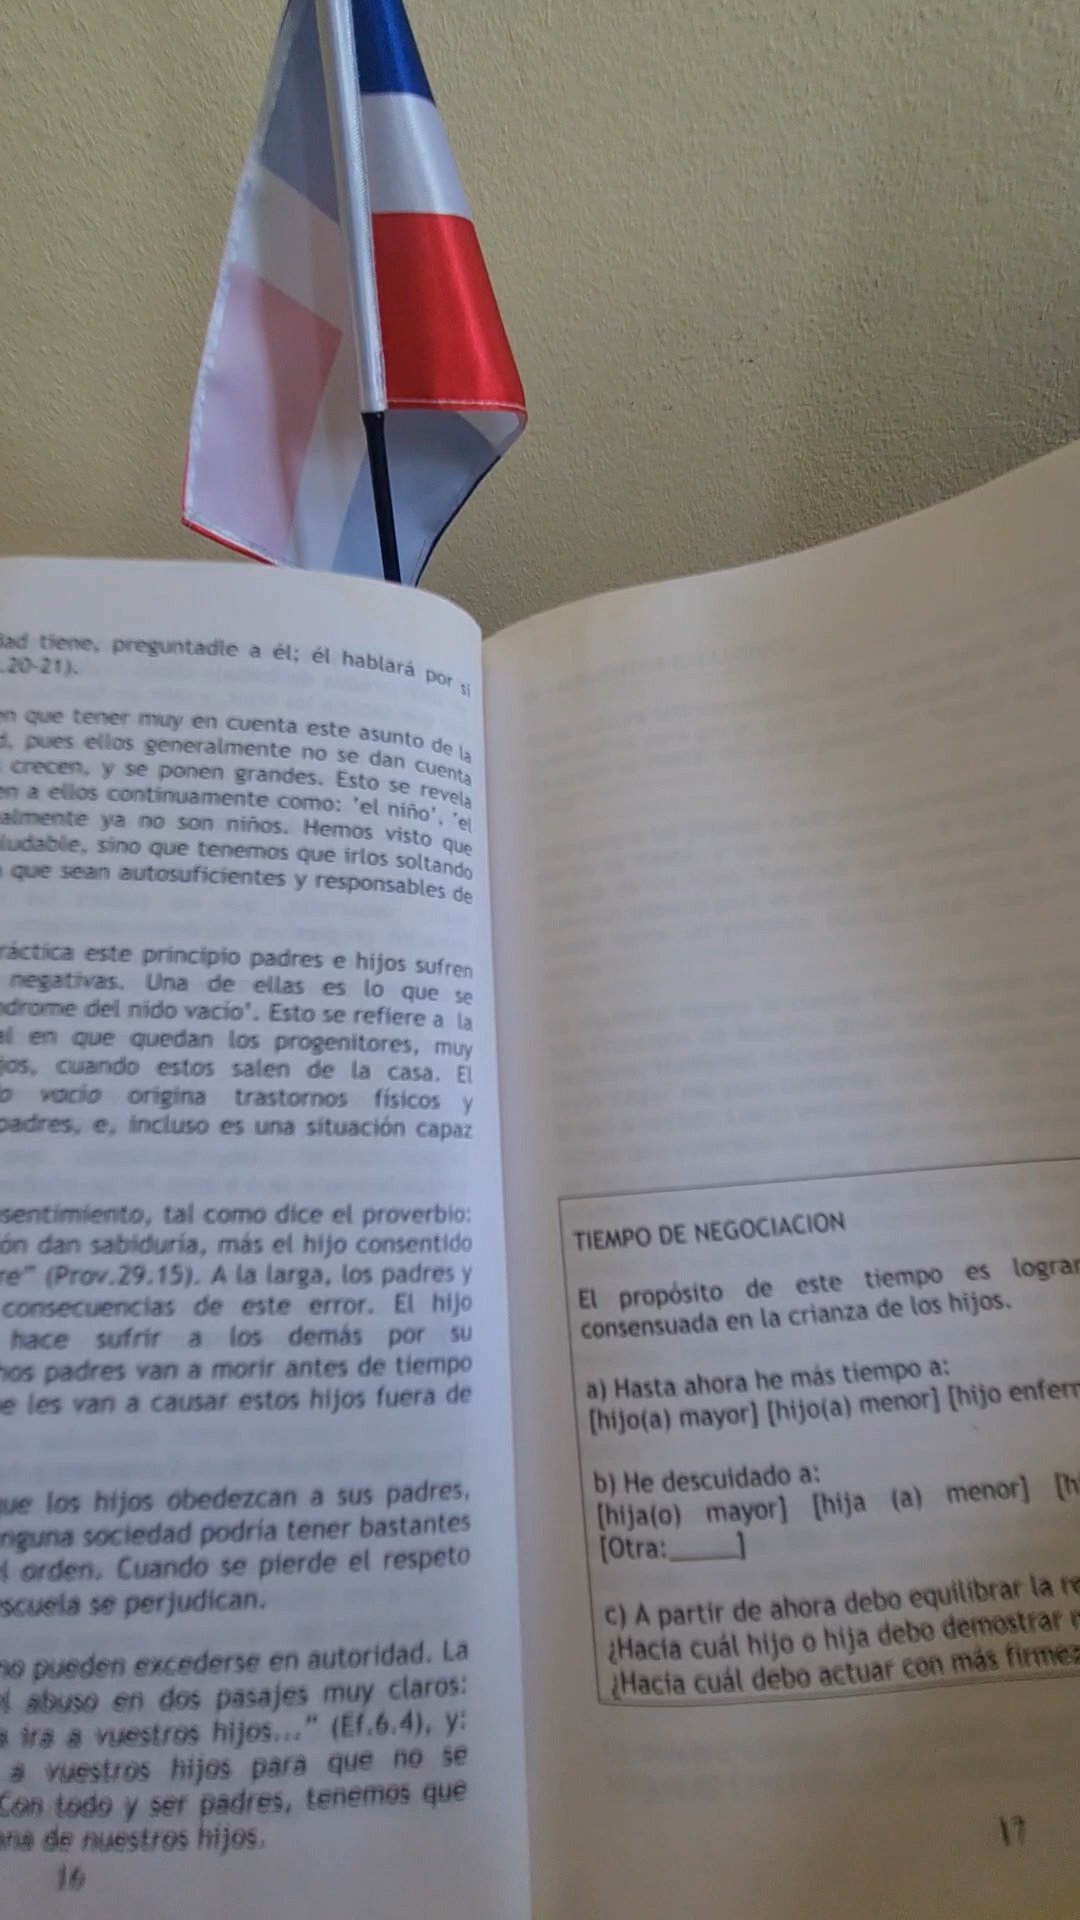 dad tiene, preguntadle a él; él hablará por sí
.20-21).
en que tener muy en cuenta este asunto de la
d, pues ellos generalmente no se dan cuenta
crecen, y se ponen grandes. Esto se revela
en a ellos continuamente como: 'el niño', 'el
almente ya no son niños. Hemos visto que
ludable, sino que tenemos que irlos soltando
que sean autosuficientes y responsables de
ráctica este principio padres e hijos sufren
negativas. Una de ellas es lo que se
drome del nido vacío'. Esto se refiere a la
al en que quedan los progenitores, muy
jos, cuando estos salen de la casa. El
o vacío origina trastornos físicos y
padres, e, incluso es una situación capaz
sentimiento, tal como dice el proverbio:
ón dan sabiduría, más el hijo consentido
re" (Prov.29.15). A la larga, los padres y
consecuencias de este error. El hijo
hace sufrir a los demás por su
hos padres van a morir antes de tiempo
e les van a causar estos hijos fuera de
que los hijos obedezcan a sus padres,
nguna sociedad podría tener bastantes
l orden. Cuando se pierde el respeto
scuela se perjudican.
no pueden excederse en autoridad. La
l abuso en dos pasajes muy claros:
a ira a vuestros hijos..." (Ef.6.4), y:
a vuestros hijos para que no se
Con todo y ser padres, tenemos que
ana de nuestros hijos.
16
TIEMPO DE NEGOCIACION
El propósito de este tiempo es lograr
consensuada en la crianza de los hijos.
a) Hasta ahora he más tiempo a:
[hijo(a) mayor] [hijo(a) menor] [hijo enferm
b) He descuidado a:
[hija(o) mayor] [hija (a) menor] [h
[Otra:______]
c) A partir de ahora debo equilibrar la re
¿Hacia cuál hijo o hija debo demostrar m
¿Hacia cuál debo actuar con más firmez
17